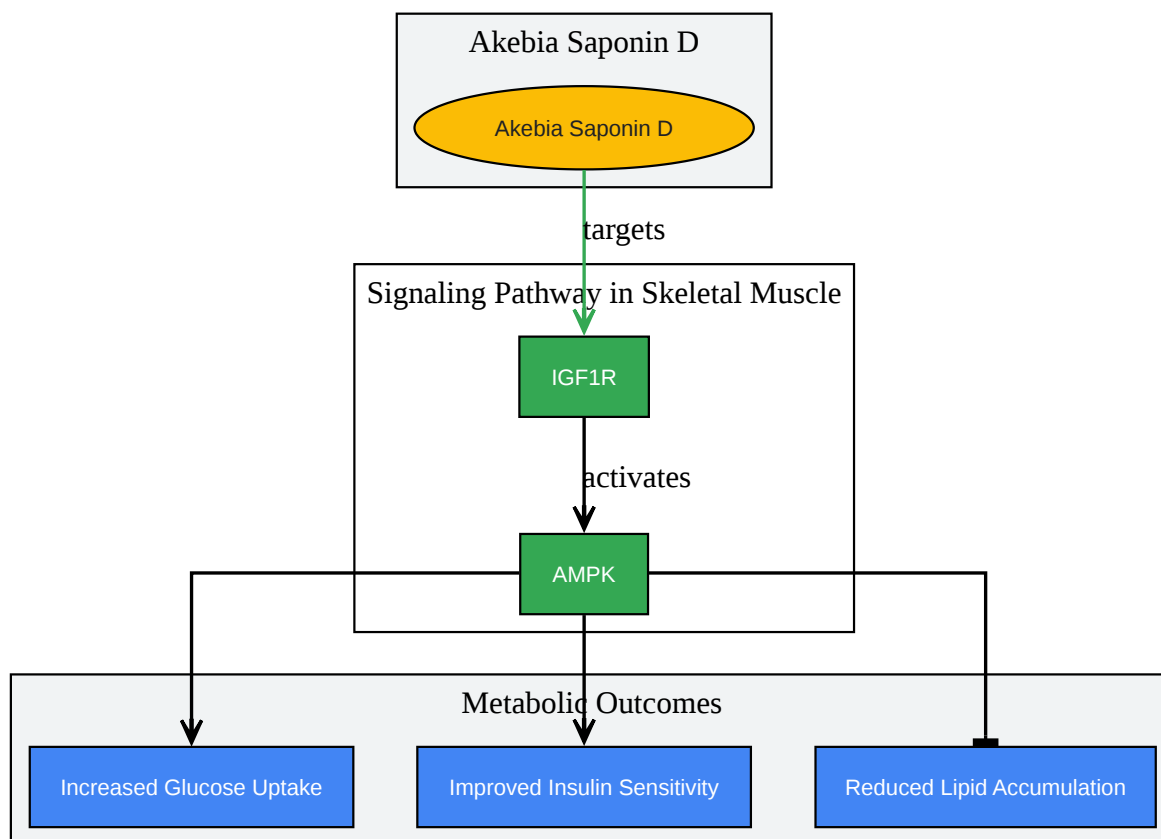 Akebia Saponin D
Akebia Saponin D
targets
Signaling Pathway in Skeletal Muscle
IGF1R
activates
AMPK
Metabolic Outcomes
Increased Glucose Uptake
Improved Insulin Sensitivity
Reduced Lipid Accumulation